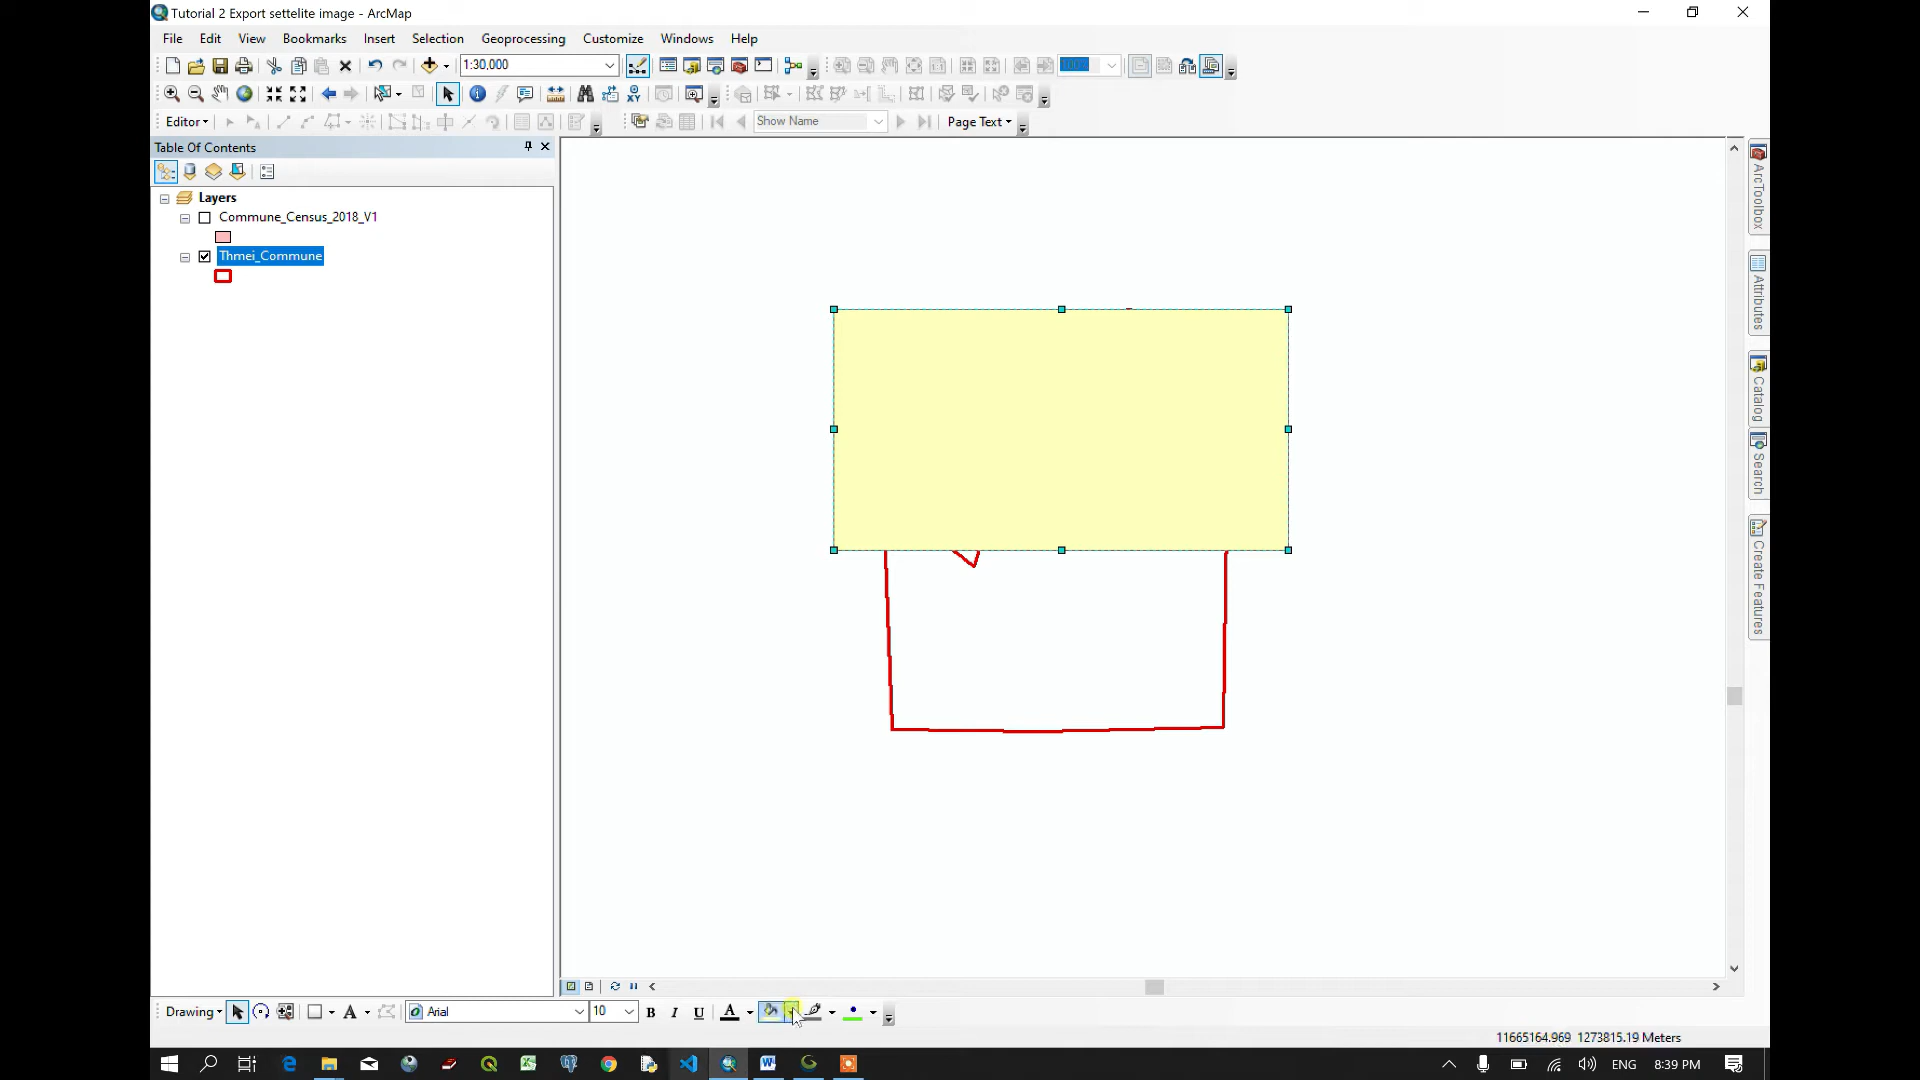 Tutorial 2 Export settelite image - ArcMap
File Edit View Bookmarks Insert Selection Geoprocessing Customize Windows Help
1:30,000
100%
Editor
Show Name
Page Text
Table Of Contents
Layers
Commune_Census_2018_V1
Thmei_Commune
ArcToolbox
Attributes
Catalog
Search
Create Features
Drawing
A
Arial
10
B I U A
11665164.969 1273815.19 Meters
ENG
8:39 PM